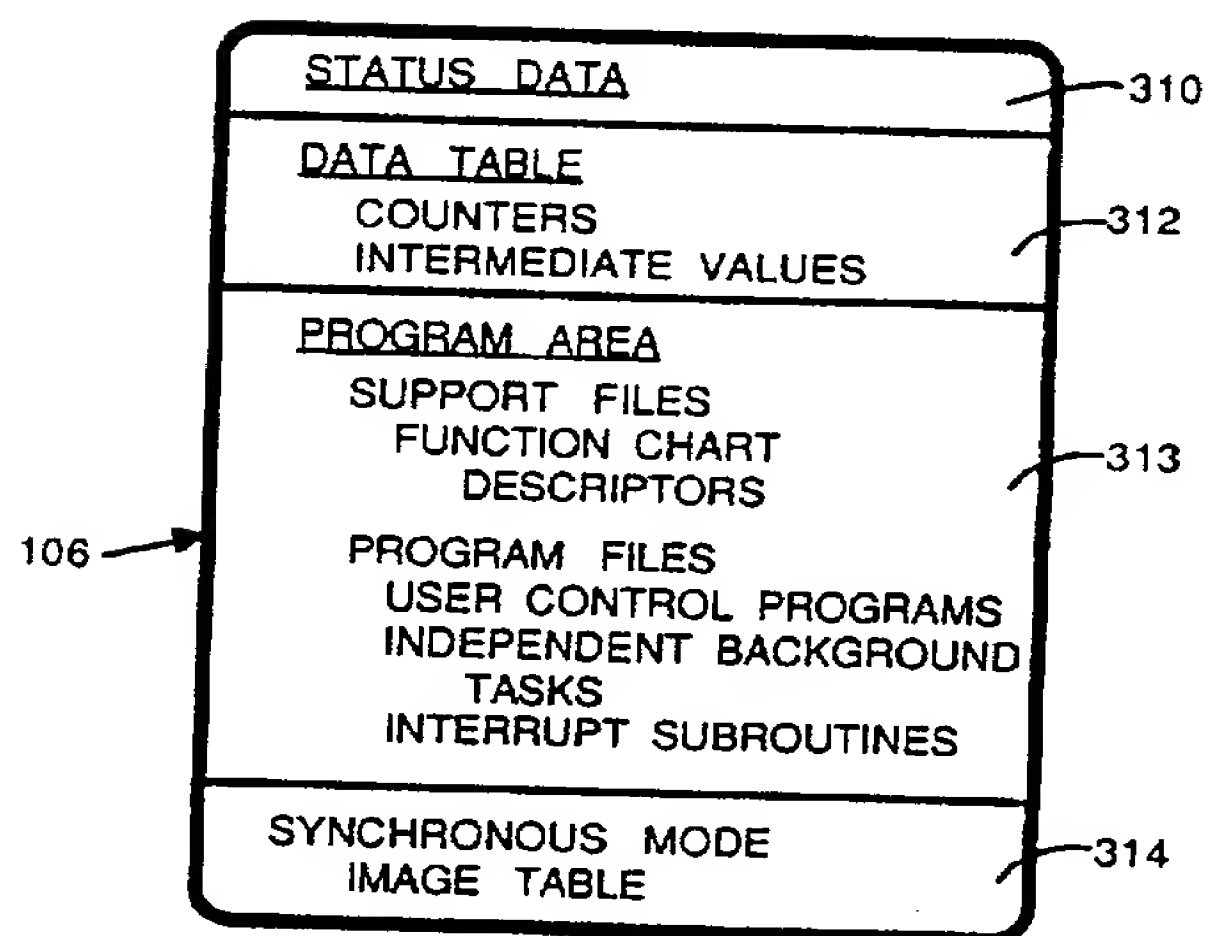 STATUS DATA
310
DATA TABLE
COUNTERS
312
INTERMEDIATE VALUES
PROGRAM AREA
SUPPORT FILES
FUNCTION CHART
313
DESCRIPTORS
106
PROGRAM FILES
USER CONTROL PROGRAMS
INDEPENDENT BACKGROUND
TASKS
INTERRUPT SUBROUTINES
SYNCHRONOUS MODE
314
IMAGE TABLE